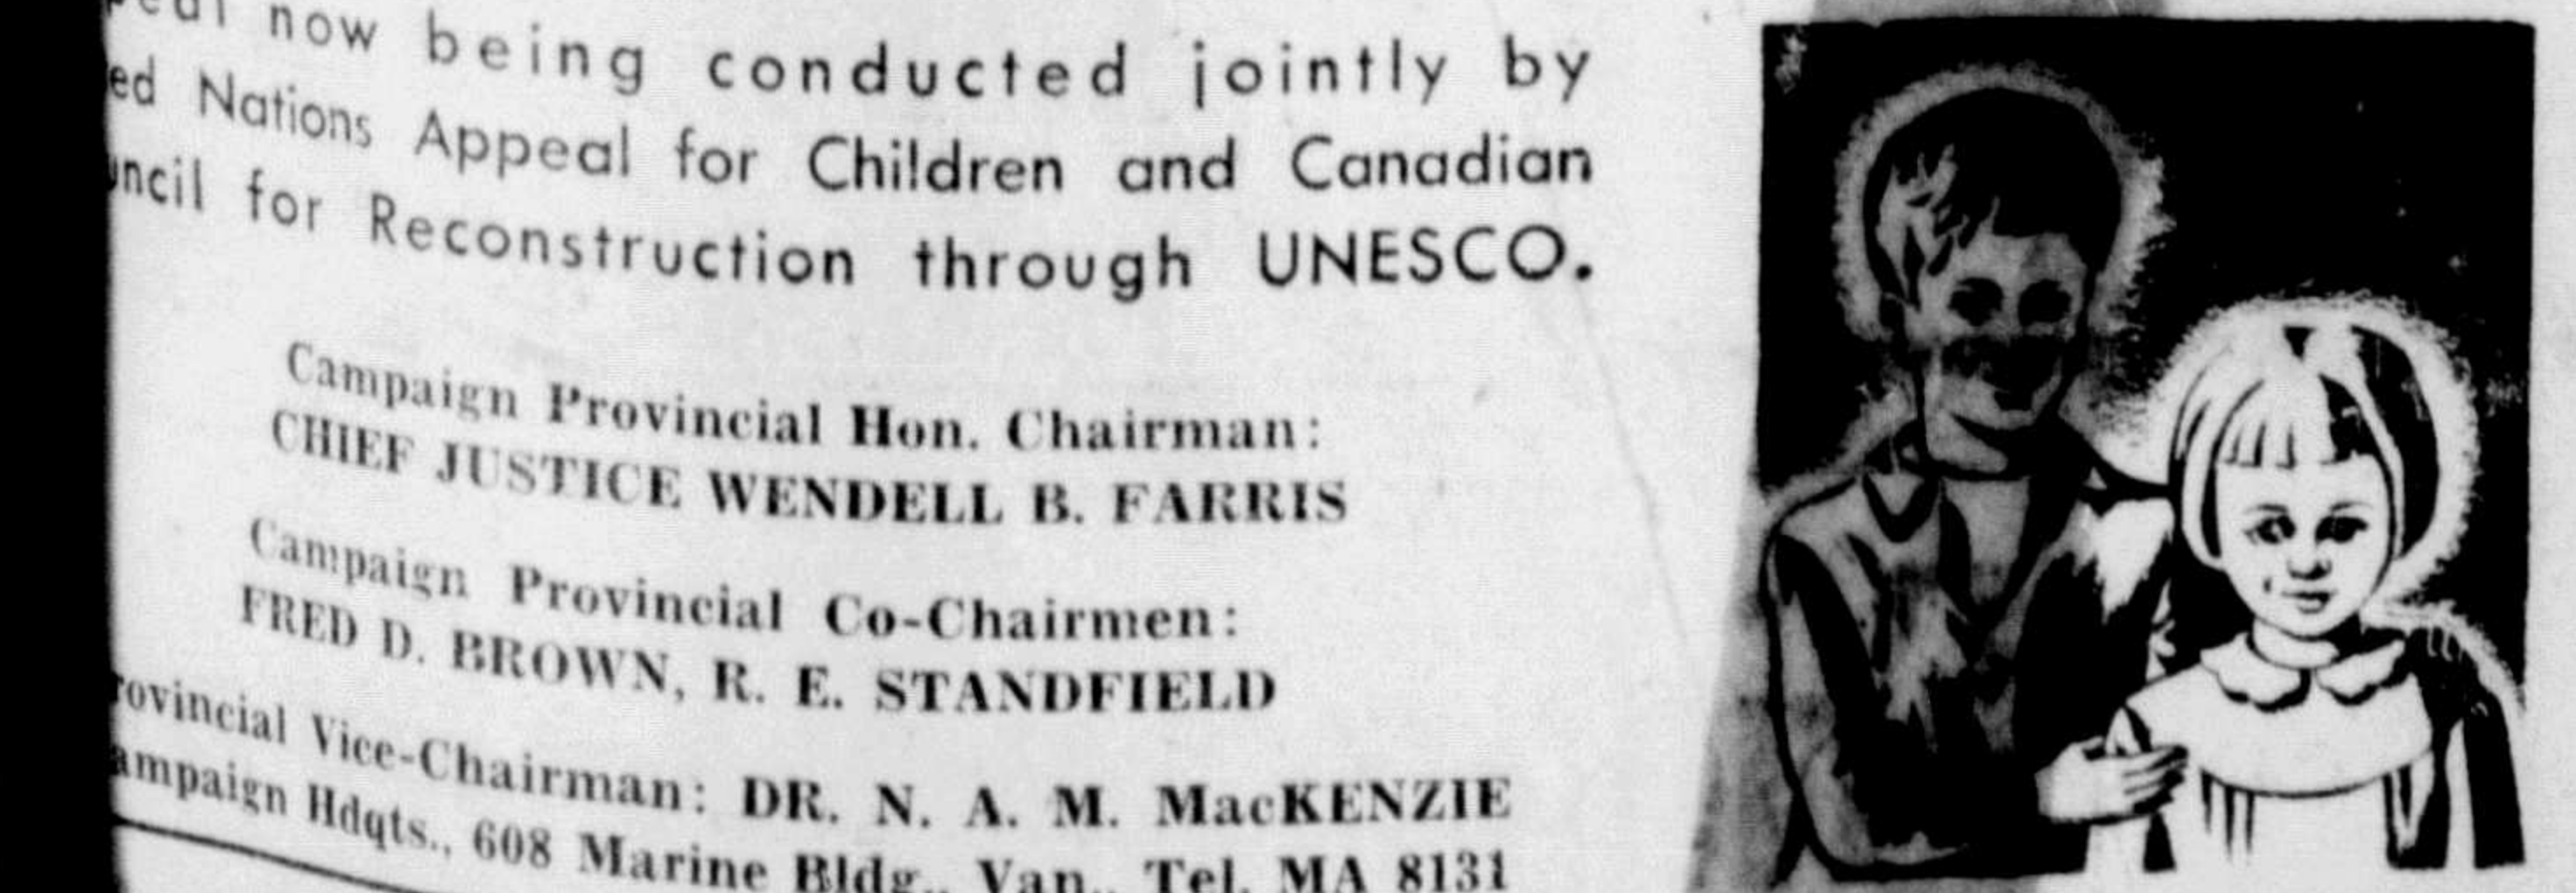 now being conducted jointly by
ed Nations Appeal for Children and Canadian
uncil for Reconstruction through UNESCO.
Campaign Provincial Hon. Chairman:
CHIEF JUSTICE WENDELL B. FARRIS
Campaign Provincial Co-Chairmen:
FRED D. BROWN, R. E. STANDFIELD
rovincial Vice-Chairman: DR. N. A. M. MacKENZIE
ampaign Hdqts., 608 Marine Bldg., Van., Tel. MA 8131